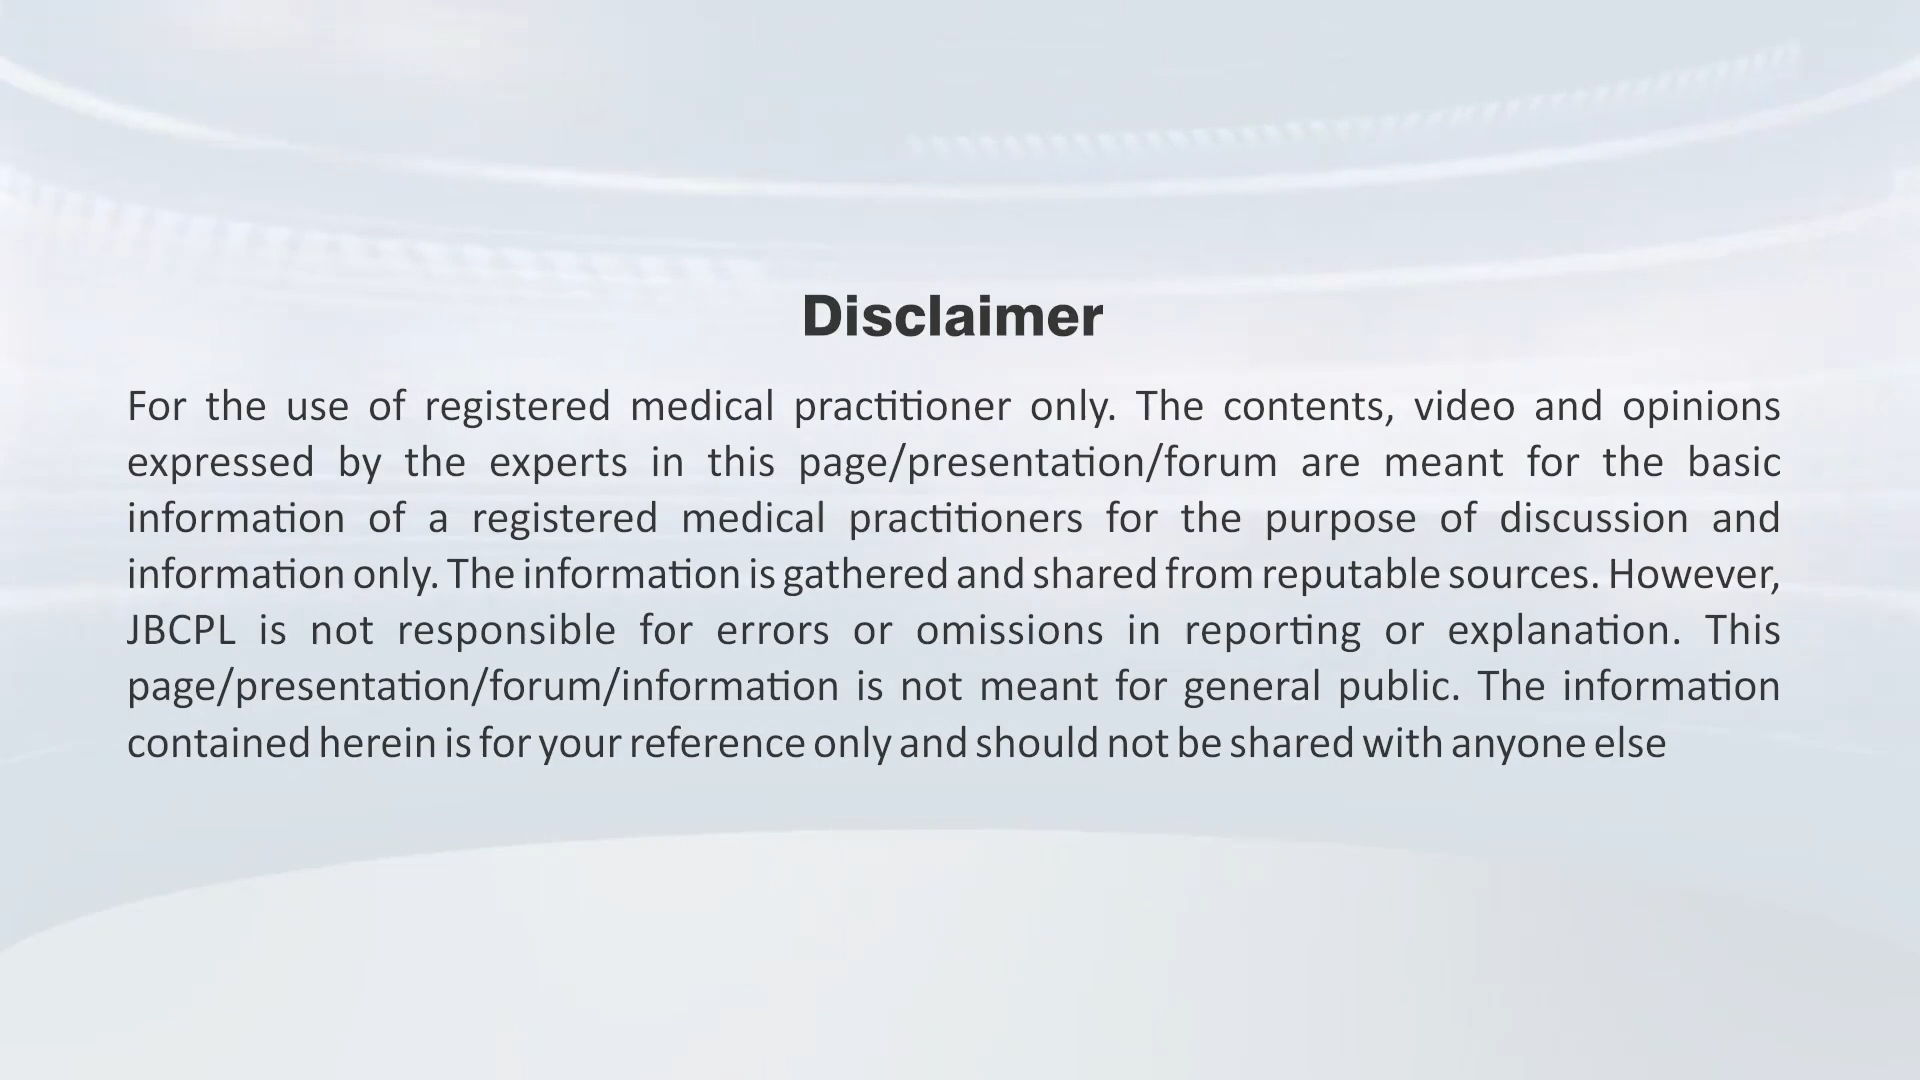 Disclaimer
For the use of registered medical practitioner only. The contents, video and opinions
expressed by the experts in this page/presentation/forum are meant for the basic
information of a registered medical practitioners for the purpose of discussion and
information only. The information is gathered and shared from reputable sources. However,
JBCPL is not responsible for errors or omissions in reporting or explanation. This
page/presentation/forum/information is not meant for general public. The information
contained herein is for your reference only and should not be shared with anyone else